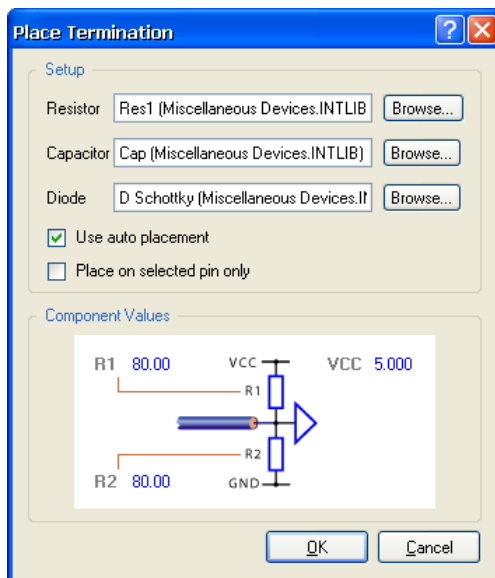 Place Termination
Setup
Resistor Res1 (Miscellaneous Devices.INTLIB Browse...
Capacitor Cap (Miscellaneous Devices.INTLIB) Browse...
Diode D Schottky (Miscellaneous Devices.II Browse...
Use auto placement
Place on selected pin only
Component Values
R1 80.00 VCC VCC 5.000
R1
R2
R2 80.00 GND
OK Cancel